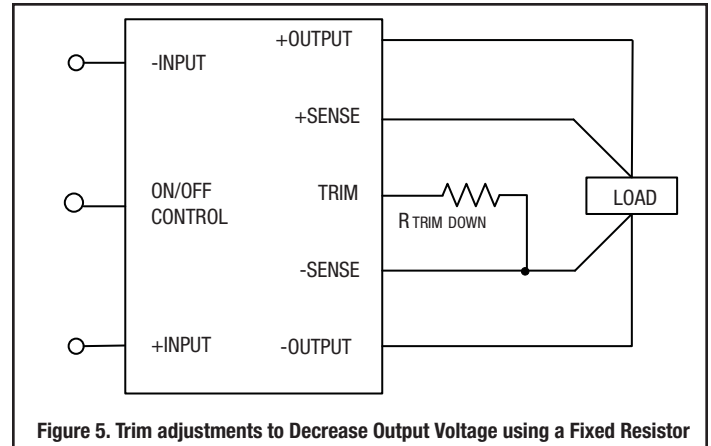 +OUTPUT
-INPUT
+SENSE
ON/OFF
CONTROL
TRIM
R TRIM DOWN
LOAD
-SENSE
+INPUT
-OUTPUT
Figure 5. Trim adjustments to Decrease Output Voltage using a Fixed Resistor